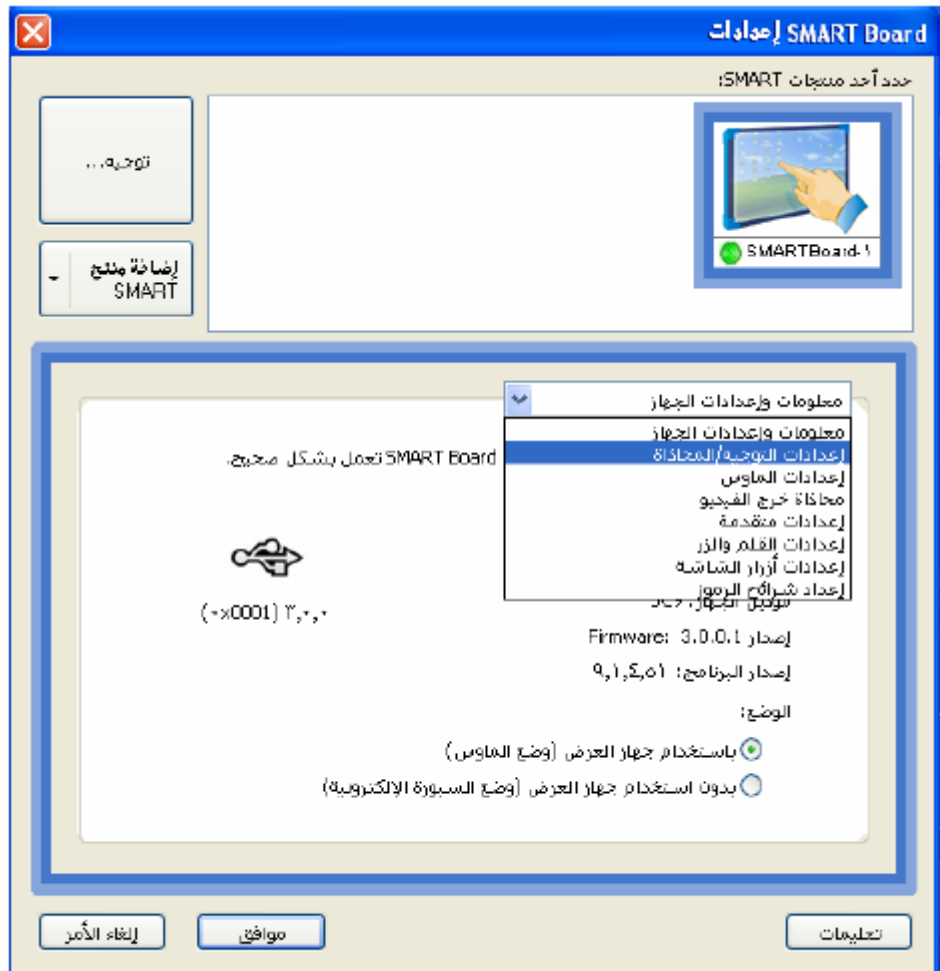 إعدادات SMART Board
حدد أحد منتجات SMART:
SMARTBoard-١
توجيه...
إضافة منتج
SMART
معلومات وإعدادات الجهاز
معلومات وإعدادات الجهاز
إعدادات التوجيه/المحاذاة
إعدادات الماوس
محاذاة خرج الفيديو
إعدادات متقدمة
إعدادات القلم والزر
إعدادات أزرار الشاشة
إعداد شرائح الرموز
SMART Board تعمل بشكل صحيح.
٣,٠,٠ (٠x0001)
موديل الجهاز:
إصدار Firmware: 3.0.0.1
إصدار البرنامج: ٩,١,٤,٥١
الوضع:
باستخدام جهاز العرض (وضع الماوس)
بدون استخدام جهاز العرض (وضع السبورة الإلكترونية)
تعليمات
موافق
إلغاء الأمر